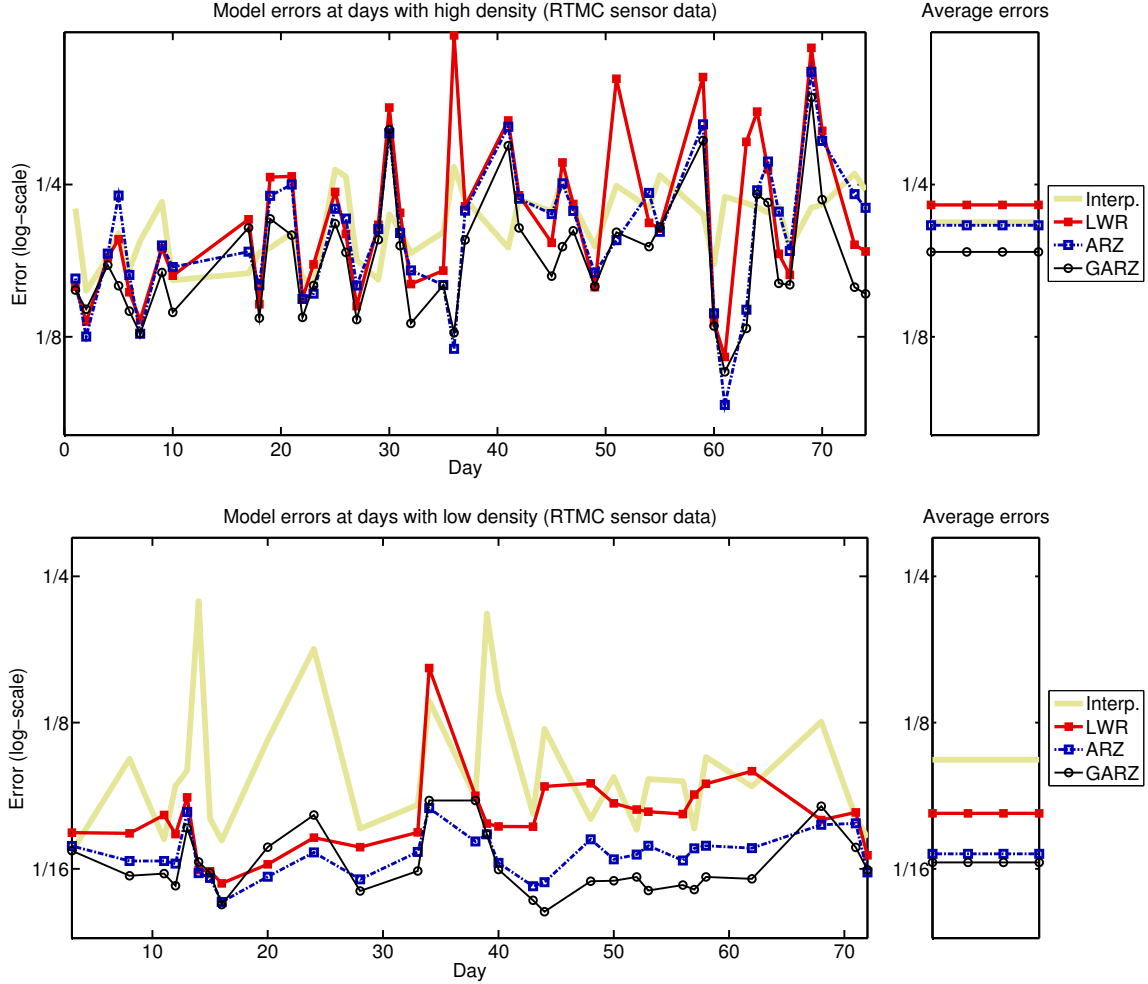 Model errors at days with high density (RTMC sensor data)
Average errors
Error (log−scale)
1/4
1/8
0 10 20 30 40 50 60 70
Day
1/4
1/8
Interp.
LWR
ARZ
GARZ
Model errors at days with low density (RTMC sensor data)
Average errors
Error (log−scale)
1/4
1/8
1/16
10 20 30 40 50 60 70
Day
1/4
1/8
1/16
Interp.
LWR
ARZ
GARZ